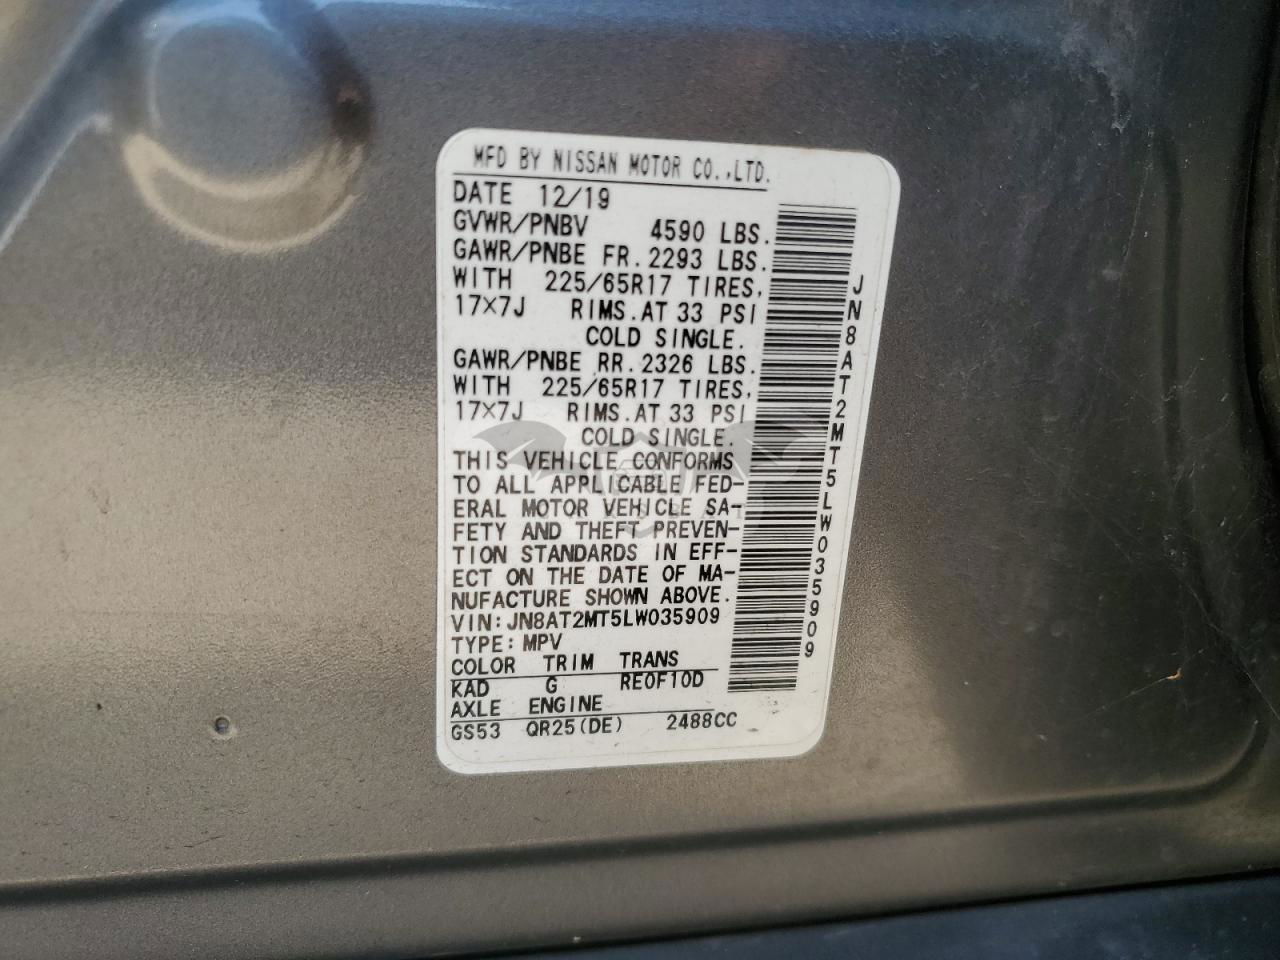 MFD BY NISSAN MOTOR CO.,LTD.
DATE 12/19
GVWR/PNBV 4590 LBS.
GAWR/PNBE FR. 2293 LBS.
WITH 225/65R17 TIRES,
17×7J RIMS. AT 33 PSI
COLD SINGLE.
GAWR/PNBE RR. 2326 LBS.
WITH 225/65R17 TIRES,
17×7J RIMS. AT 33 PSI
COLD SINGLE.
THIS VEHICLE CONFORMS
TO ALL APPLICABLE FED-
ERAL MOTOR VEHICLE SA-
FETY AND THEFT PREVEN-
TION STANDARDS IN EFF-
ECT ON THE DATE OF MA-
NUFACTURE SHOWN ABOVE.
VIN: JN8AT2MT5LW035909
TYPE: MPV
COLOR TRIM TRANS
KAD G RE0F10D
AXLE ENGINE
GS53 QR25(DE) 2488CC
JN8AT2MT5LW035909